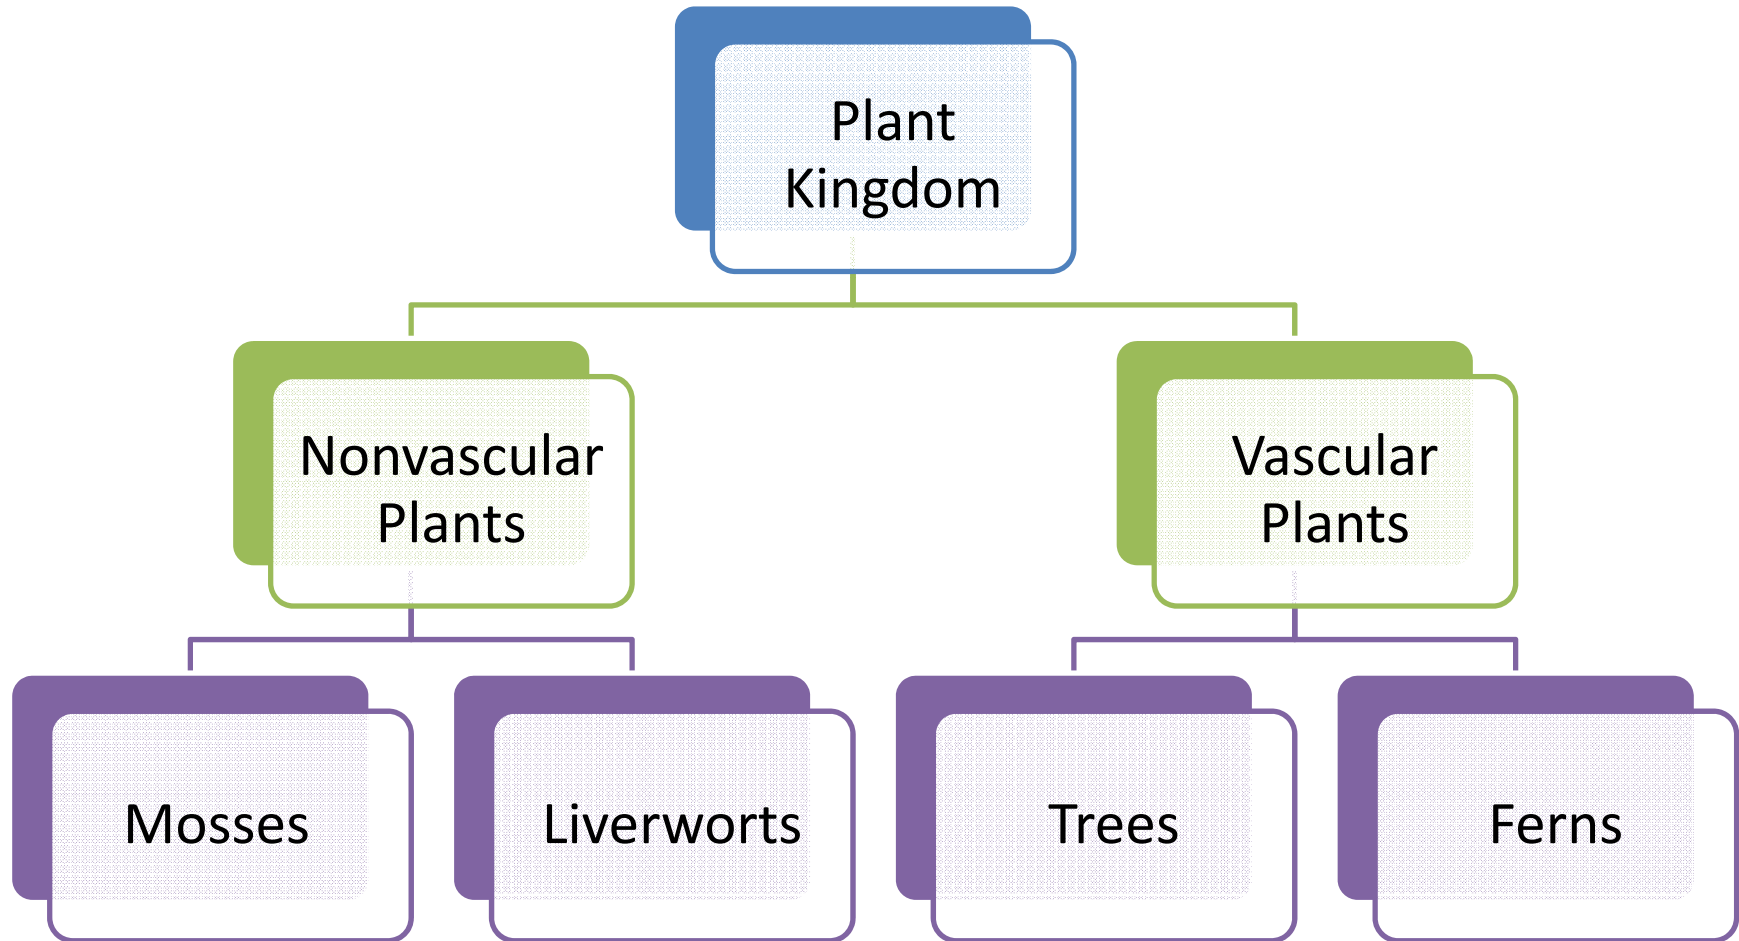 Plant
Kingdom
Nonvascular
Plants
Vascular
Plants
Mosses
Liverworts
Trees
Ferns